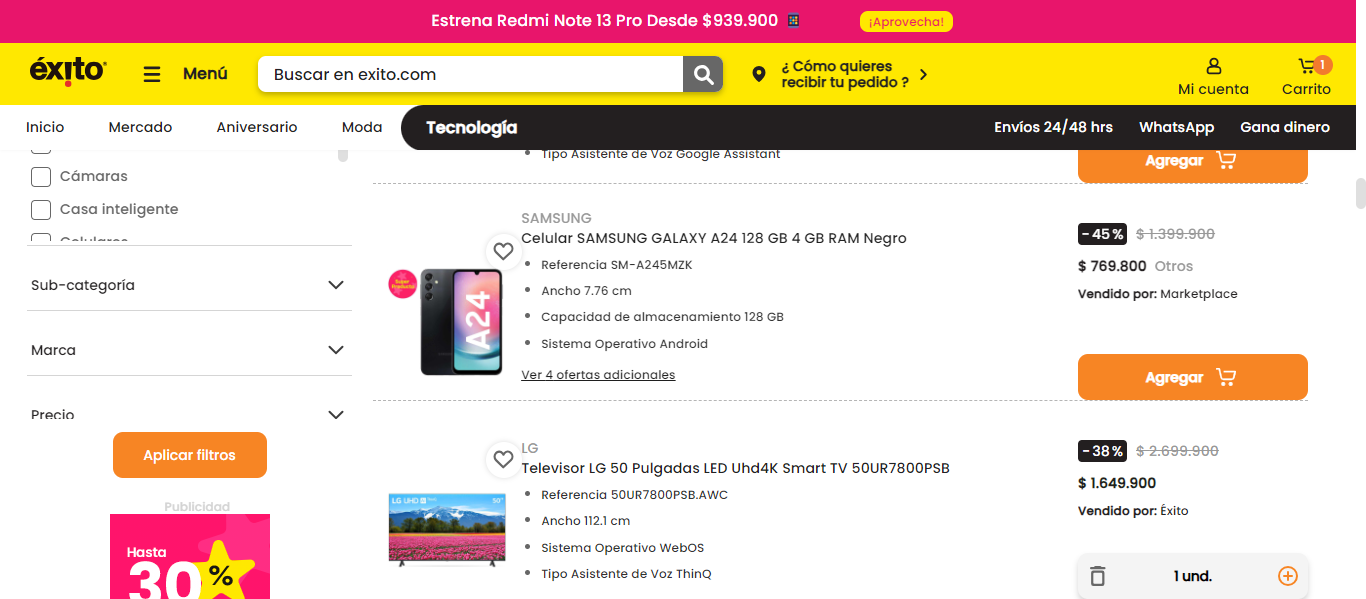 Estrena Redmi Note 13 Pro Desde $939.900
¡Aprovecha!
éxito
Menú
Buscar en exito.com
¿ Cómo quieres
recibir tu pedido ?
Mi cuenta
1
Carrito
Inicio
Mercado
Aniversario
Moda
Tecnología
Envíos 24/48 hrs
WhatsApp
Gana dinero
Cámaras
Casa inteligente
Celulares
Sub-categoría
Marca
Precio
Aplicar filtros
Publicidad
Hasta
30%
Tipo Asistente de Voz Google Assistant
Agregar
SAMSUNG
Celular SAMSUNG GALAXY A24 128 GB 4 GB RAM Negro
Super
Producto
A24
Referencia SM-A245MZK
Ancho 7.76 cm
Capacidad de almacenamiento 128 GB
Sistema Operativo Android
Ver 4 ofertas adicionales
- 45 % $ 1.399.900
$ 769.800 Otros
Vendido por: Marketplace
Agregar
LG
Televisor LG 50 Pulgadas LED Uhd4K Smart TV 50UR7800PSB
LG UHD
50"
Referencia 50UR7800PSB.AWC
Ancho 112.1 cm
Sistema Operativo WebOS
Tipo Asistente de Voz ThinQ
- 38 % $ 2.699.900
$ 1.649.900
Vendido por: Éxito
1 und.